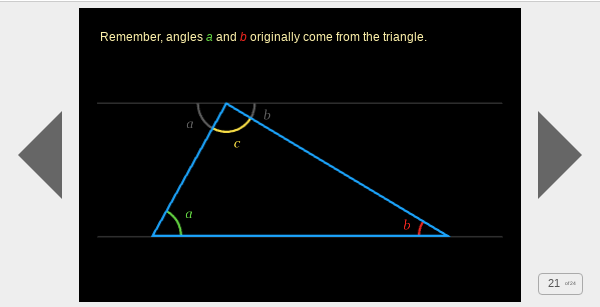 Remember, angles a and b originally come from the triangle.
a
b
c
a
b
21 of 24